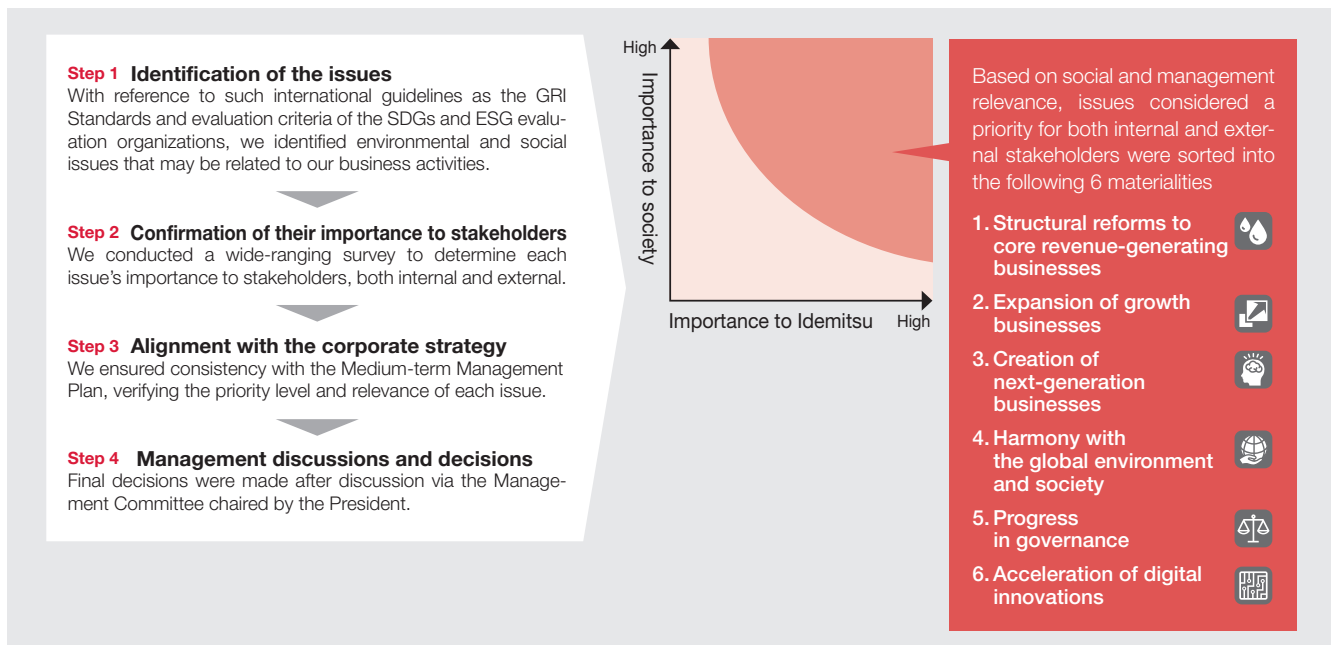 Step 1 Identification of the issues
With reference to such international guidelines as the GRI
Standards and evaluation criteria of the SDGs and ESG evalu-
ation organizations, we identified environmental and social
issues that may be related to our business activities.
Step 2 Confirmation of their importance to stakeholders
We conducted a wide-ranging survey to determine each
issue's importance to stakeholders, both internal and external.
Step 3 Alignment with the corporate strategy
We ensured consistency with the Medium-term Management
Plan, verifying the priority level and relevance of each issue.
Step 4 Management discussions and decisions
Final decisions were made after discussion via the Manage-
ment Committee chaired by the President.
High
Importance to society
Importance to Idemitsu
High
Based on social and management
relevance, issues considered a
priority for both internal and exter-
nal stakeholders were sorted into
the following 6 materialities
1. Structural reforms to
core revenue-generating
businesses
2. Expansion of growth
businesses
3. Creation of
next-generation
businesses
4. Harmony with
the global environment
and society
5. Progress
in governance
6. Acceleration of digital
innovations